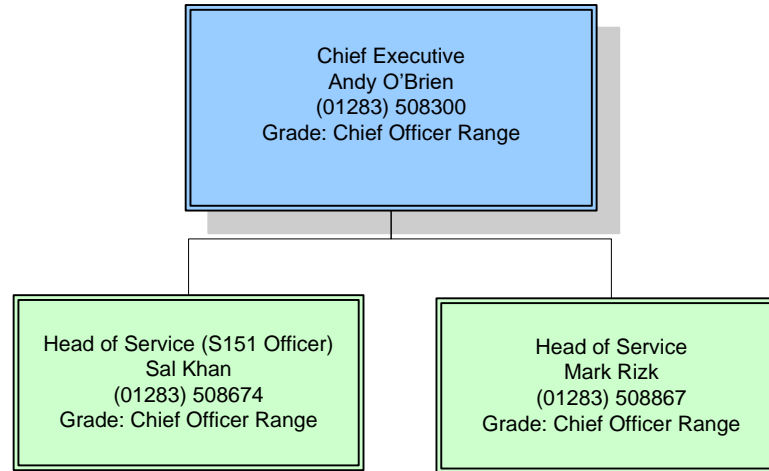 Chief Executive
Andy O'Brien
(01283) 508300
Grade: Chief Officer Range
Head of Service (S151 Officer)
Sal Khan
(01283) 508674
Grade: Chief Officer Range
Head of Service
Mark Rizk
(01283) 508867
Grade: Chief Officer Range